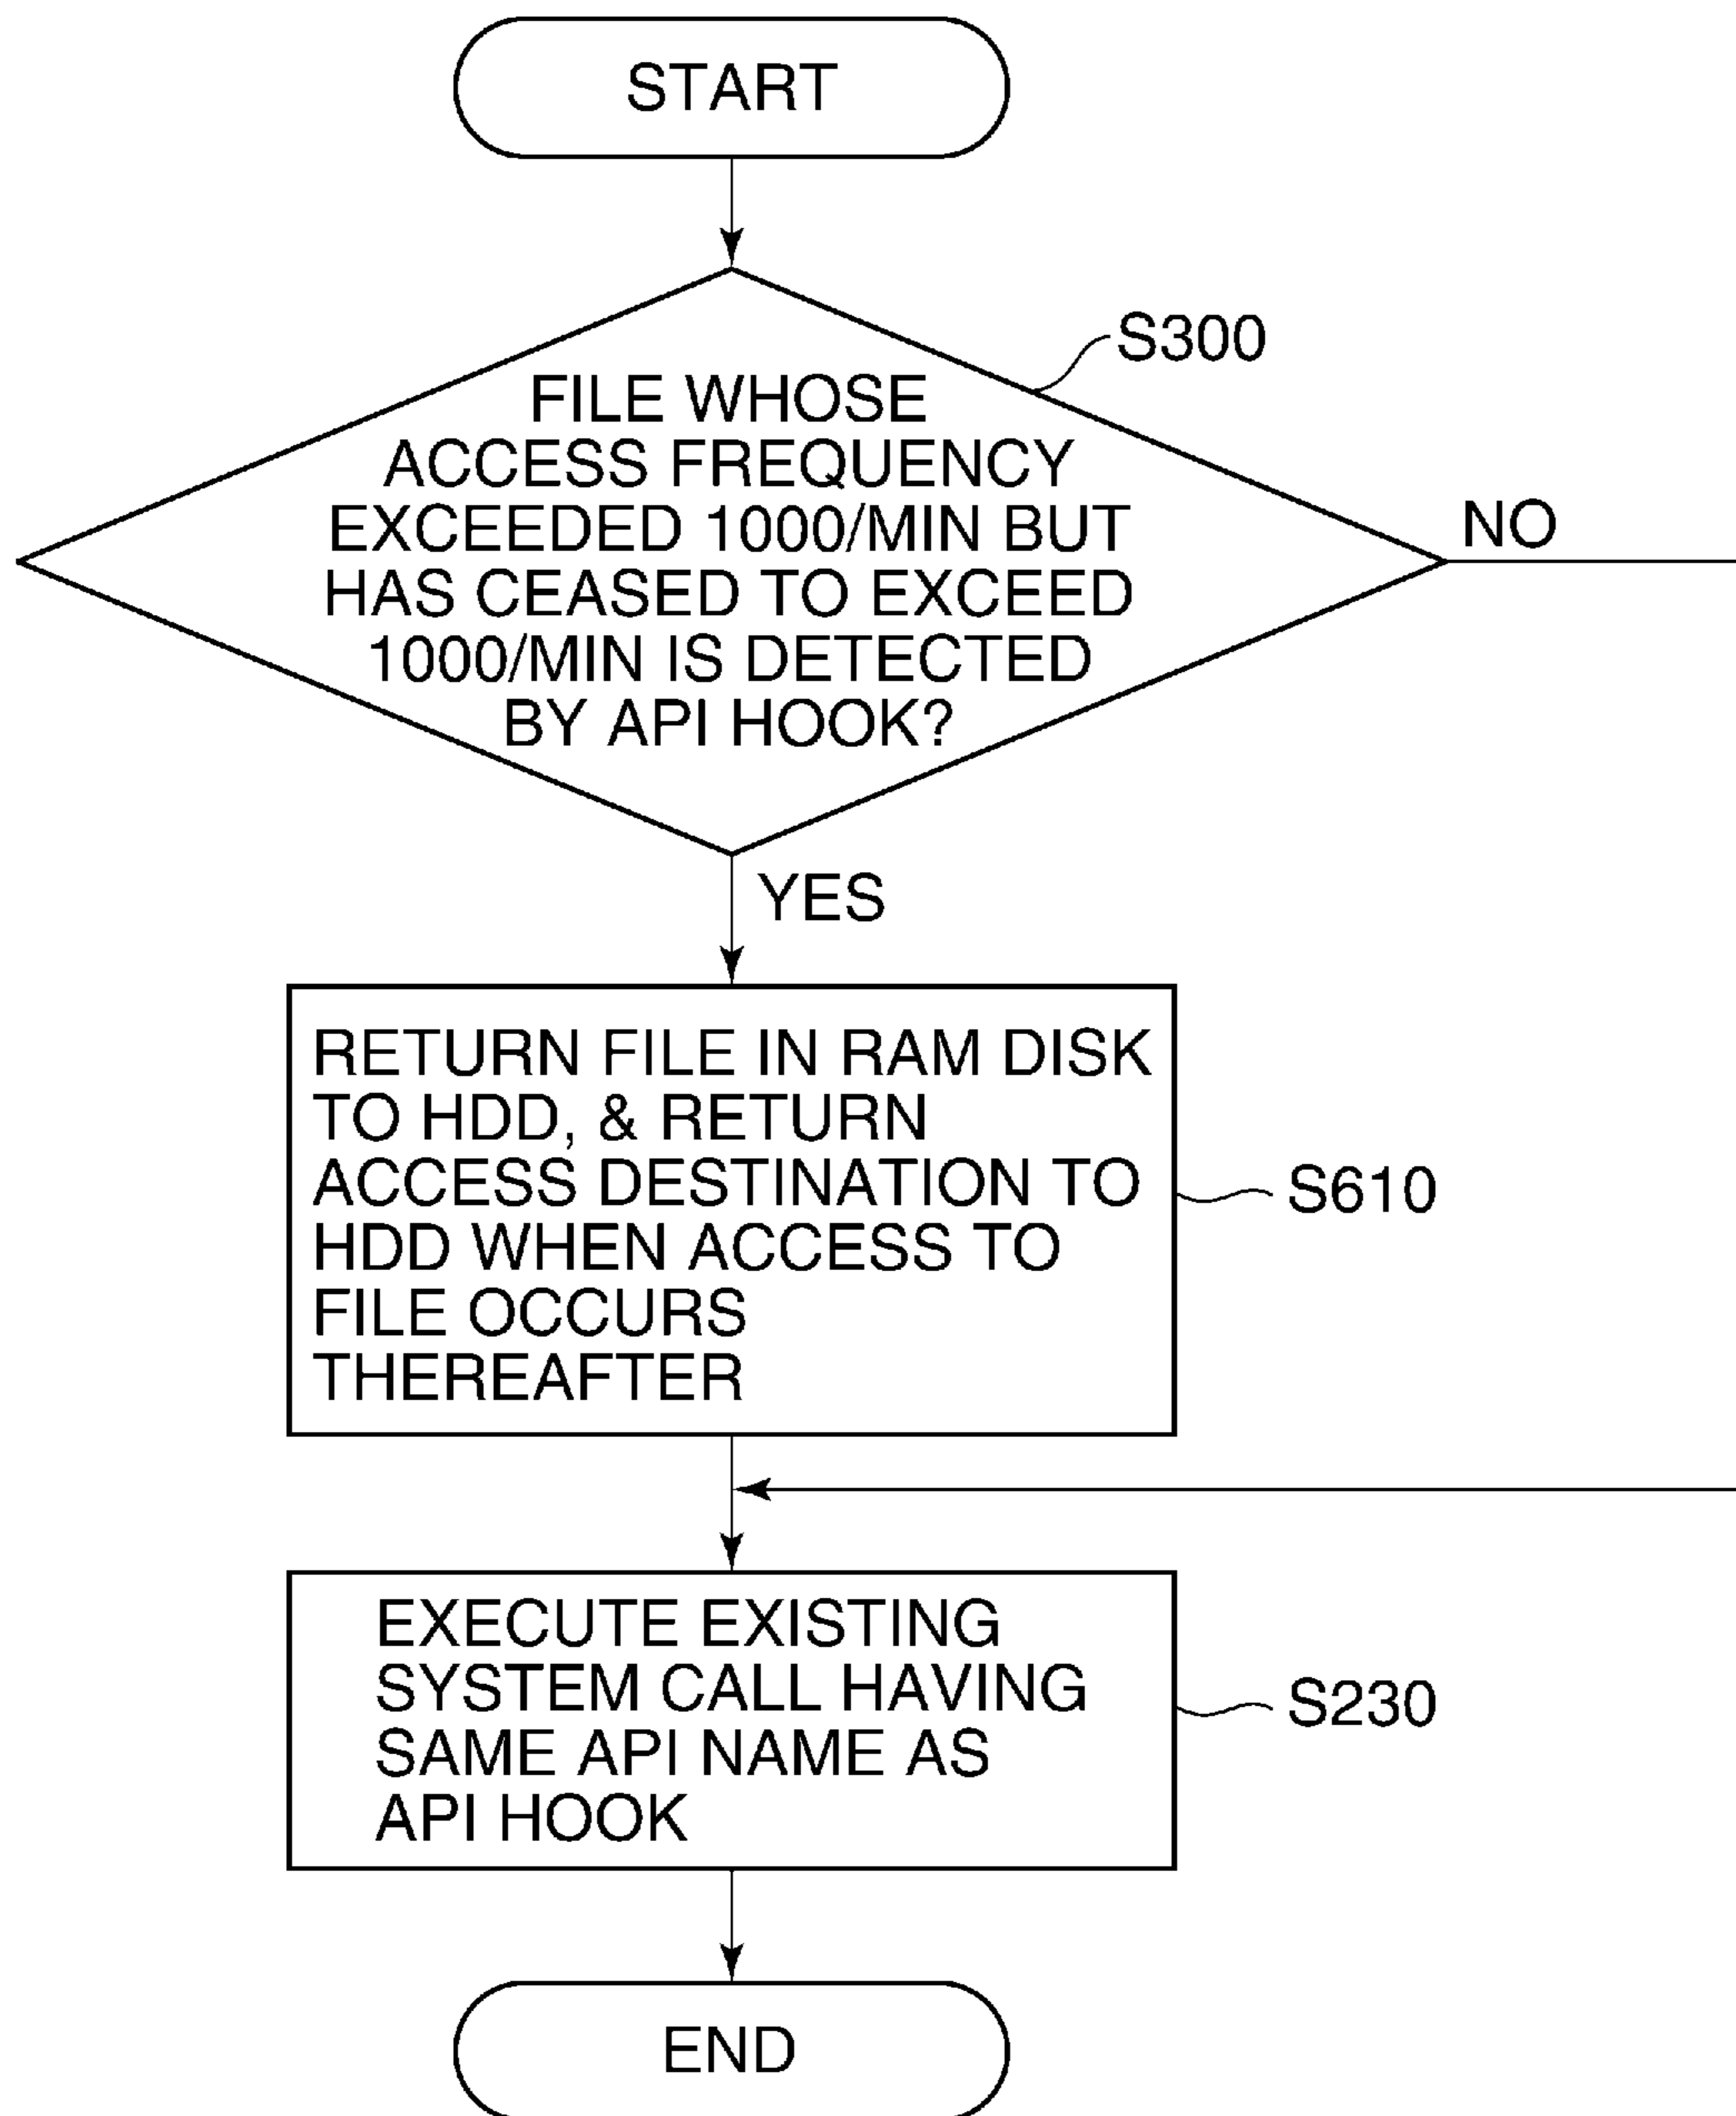 START
S300
FILE WHOSE
ACCESS FREQUENCY
EXCEEDED 1000/MIN BUT
HAS CEASED TO EXCEED
1000/MIN IS DETECTED
BY API HOOK?
NO
YES
RETURN FILE IN RAM DISK
TO HDD, & RETURN
ACCESS DESTINATION TO
HDD WHEN ACCESS TO
FILE OCCURS
THEREAFTER
S610
EXECUTE EXISTING
SYSTEM CALL HAVING
SAME API NAME AS
API HOOK
S230
END